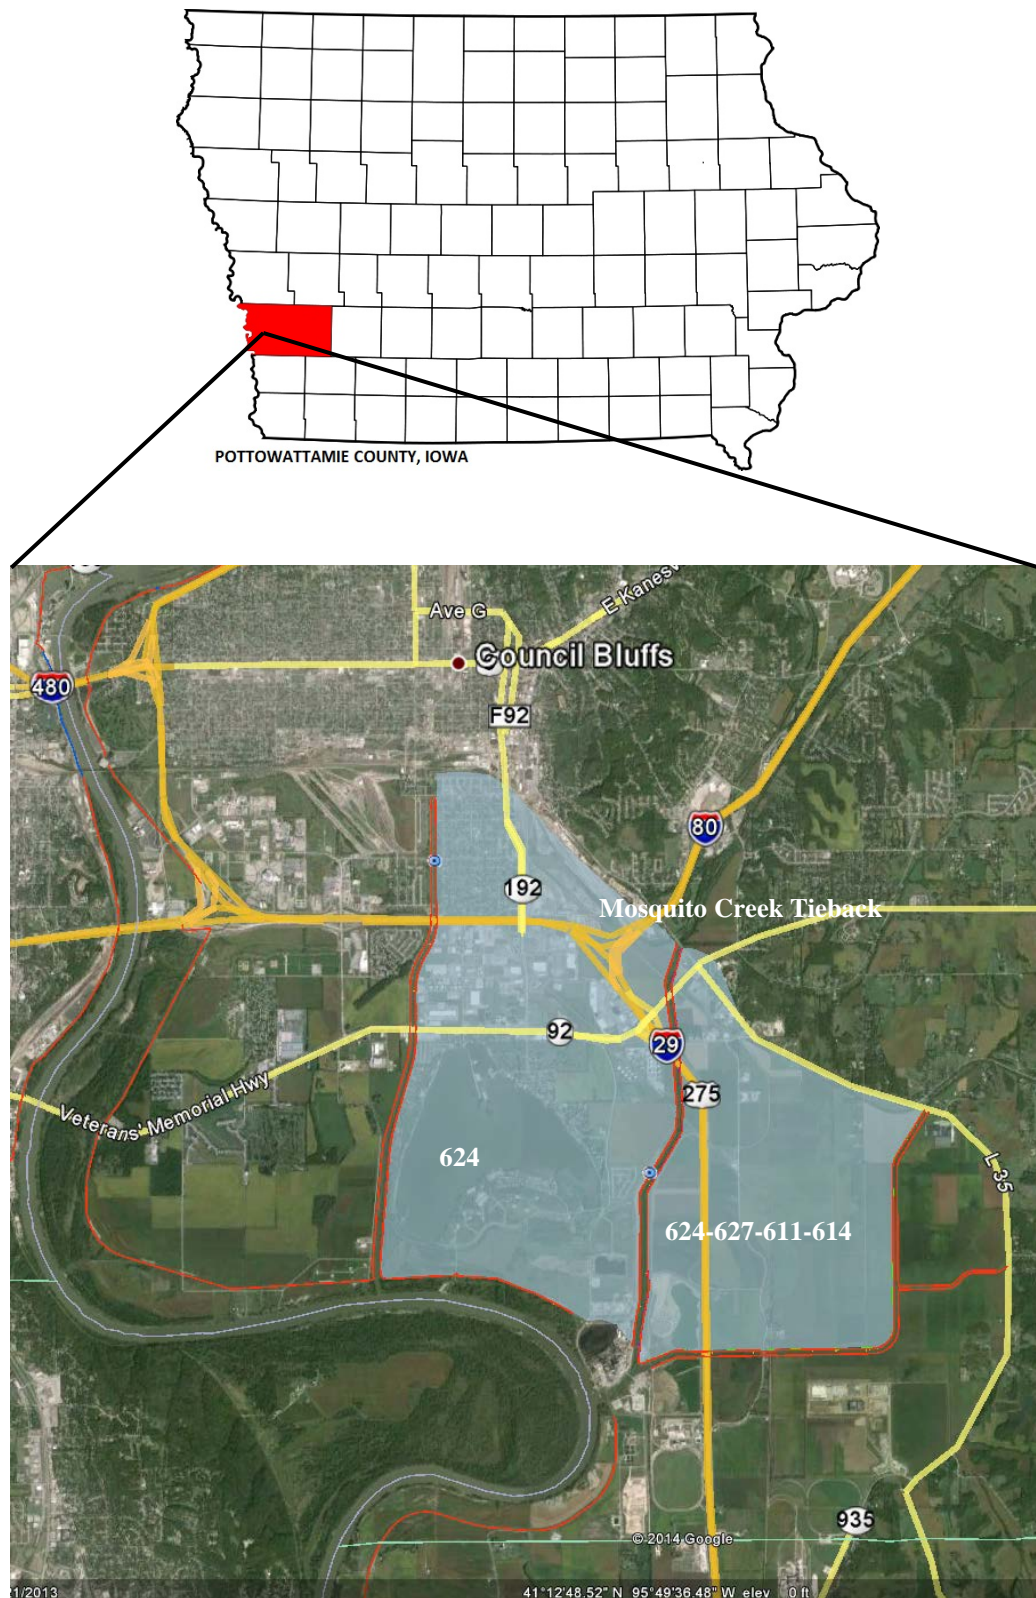 POTTOWATTAMIE COUNTY, IOWA
Ave G
E Kanesv
Council Bluffs
480
F92
80
192
Mosquito Creek Tieback
92
29
275
Veterans' Memorial Hwy
624
L 35
624-627-611-614
935
© 2014 Google
1/2013
41°12'48.52" N 95°49'36.48" W elev 0 ft